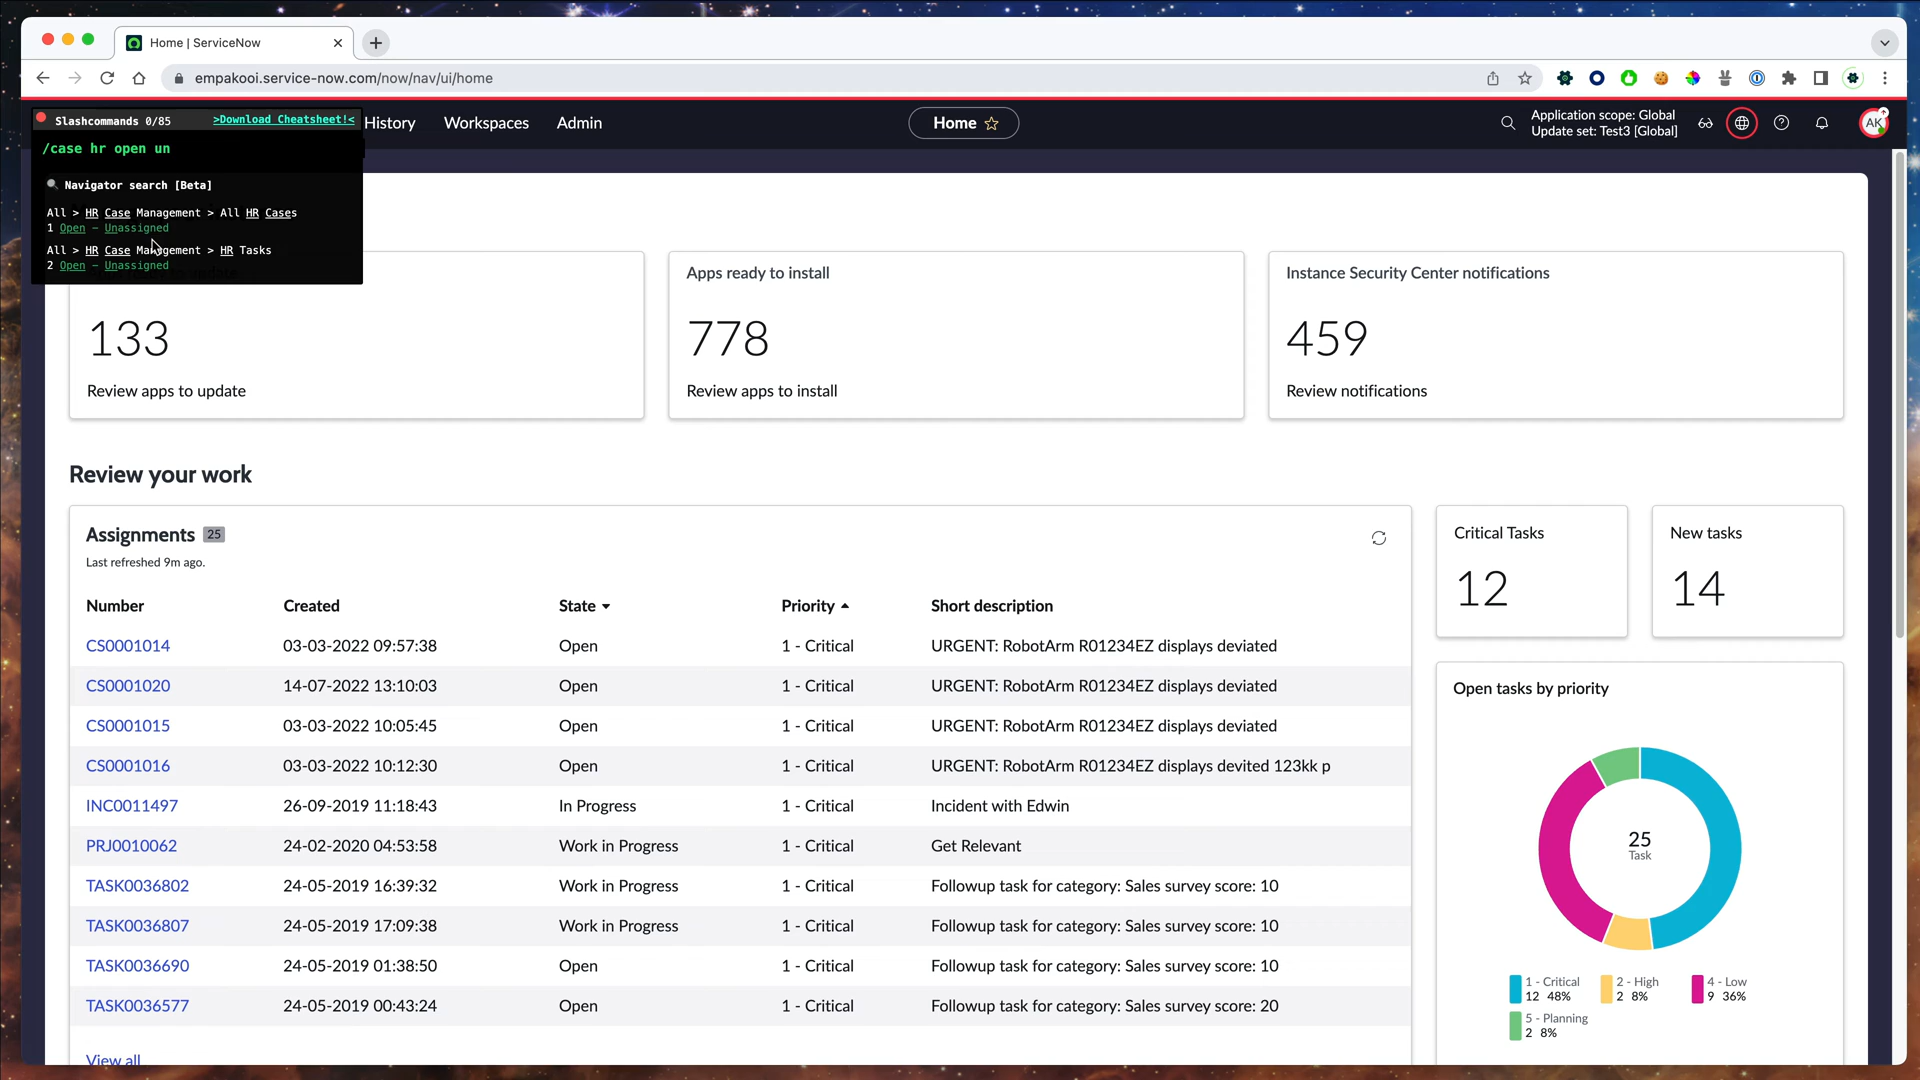 Home | ServiceNow
empakooi.service-now.com/now/nav/ui/home
Slashcommands 0/85 >Download Cheatsheet!<
/case hr open un
Navigator search [Beta]
All > HR Case Management > All HR Cases
1 Open - Unassigned
All > HR Case Management > HR Tasks
2 Open - Unassigned
History Workspaces Admin
Home
Application scope: Global
Update set: Test3 [Global]
AK
133
Review apps to update
Apps ready to install
778
Review apps to install
Instance Security Center notifications
459
Review notifications
Review your work
Assignments 25
Last refreshed 9m ago.
Number Created State Priority Short description
CS0001014 03-03-2022 09:57:38 Open 1 - Critical URGENT: RobotArm R01234EZ displays deviated
CS0001020 14-07-2022 13:10:03 Open 1 - Critical URGENT: RobotArm R01234EZ displays deviated
CS0001015 03-03-2022 10:05:45 Open 1 - Critical URGENT: RobotArm R01234EZ displays deviated
CS0001016 03-03-2022 10:12:30 Open 1 - Critical URGENT: RobotArm R01234EZ displays devited 123kk p
INC0011497 26-09-2019 11:18:43 In Progress 1 - Critical Incident with Edwin
PRJ0010062 24-02-2020 04:53:58 Work in Progress 1 - Critical Get Relevant
TASK0036802 24-05-2019 16:39:32 Work in Progress 1 - Critical Followup task for category: Sales survey score: 10
TASK0036807 24-05-2019 17:09:38 Work in Progress 1 - Critical Followup task for category: Sales survey score: 10
TASK0036690 24-05-2019 01:38:50 Open 1 - Critical Followup task for category: Sales survey score: 10
TASK0036577 24-05-2019 00:43:24 Open 1 - Critical Followup task for category: Sales survey score: 20
View all
Critical Tasks
12
New tasks
14
Open tasks by priority
25
Task
1 - Critical
12 48%
2 - High
2 8%
4 - Low
9 36%
5 - Planning
2 8%